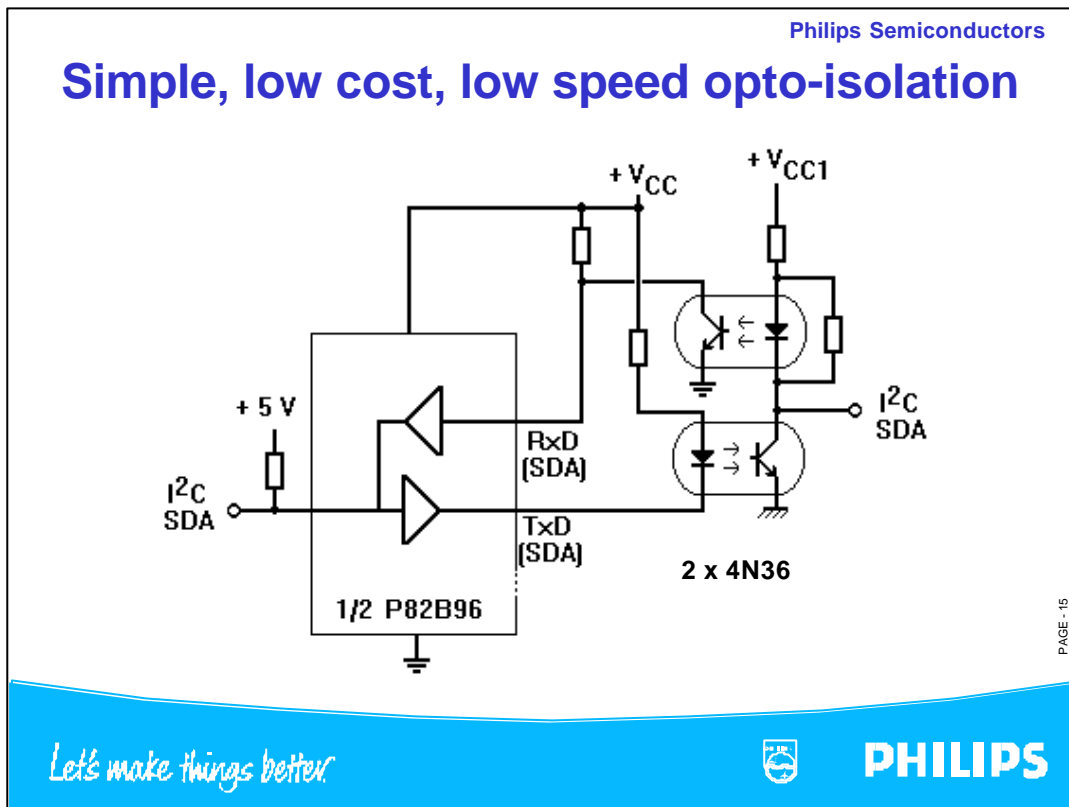 Philips Semiconductors
Simple, low cost, low speed opto-isolation
+ VCC
+ VCC1
+ 5 V
I²C
SDA
RxD
(SDA)
TxD
(SDA)
I²C
SDA
2 x 4N36
1/2 P82B96
PAGE - 15
Let's make things better.
PHILIPS